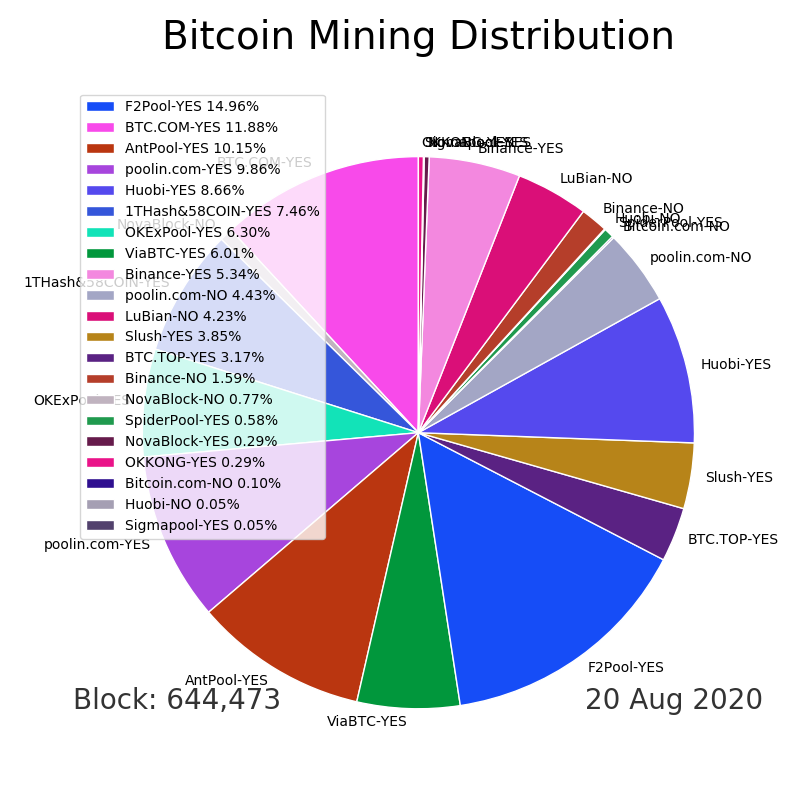 Bitcoin Mining Distribution
F2Pool-YES 14.96%
BTC.COM-YES 11.88%
AntPool-YES 10.15%
poolin.com-YES 9.86%
Huobi-YES 8.66%
1THash&58COIN-YES 7.46%
OKExPool-YES 6.30%
ViaBTC-YES 6.01%
Binance-YES 5.34%
poolin.com-NO 4.43%
LuBian-NO 4.23%
Slush-YES 3.85%
BTC.TOP-YES 3.17%
Binance-NO 1.59%
NovaBlock-NO 0.77%
SpiderPool-YES 0.58%
NovaBlock-YES 0.29%
OKKONG-YES 0.29%
Bitcoin.com-NO 0.10%
Huobi-NO 0.05%
Sigmapool-YES 0.05%
Binance-YES
BTC.COM-YES
LuBian-NO
Binance-NO
Huobi-NO
SpiderPool-YES
Bitcoin.com-NO
NovaBlock-NO
poolin.com-NO
1THash&58COIN-YES
Huobi-YES
OKExPool-YES
Slush-YES
BTC.TOP-YES
poolin.com-YES
F2Pool-YES
AntPool-YES
ViaBTC-YES
Block: 644,473
20 Aug 2020